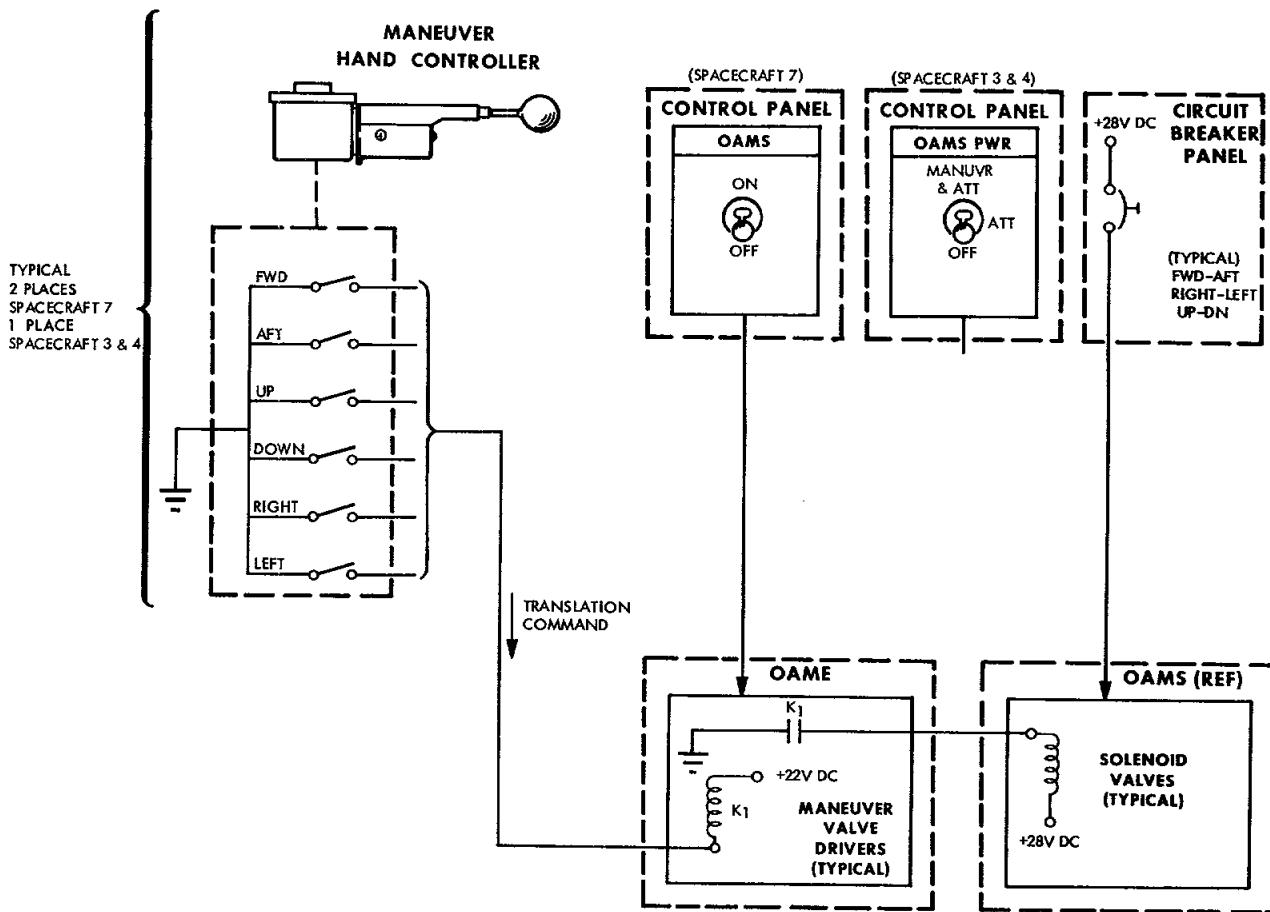 MANEUVER
HAND CONTROLLER
TYPICAL
2 PLACES
SPACECRAFT 7
1 PLACE
SPACECRAFT 3 & 4
FWD
AFT
UP
DOWN
RIGHT
LEFT
TRANSLATION
COMMAND
(SPACECRAFT 7)
CONTROL PANEL
OAMS
ON
OFF
(SPACECRAFT 3 & 4)
CONTROL PANEL
OAMS PWR
MANUVR
& ATT
ATT
OFF
CIRCUIT
BREAKER
PANEL
+28V DC
(TYPICAL)
FWD-AFT
RIGHT-LEFT
UP-DN
OAME
K1
+22V DC
K1
MANEUVER
VALVE
DRIVERS
(TYPICAL)
OAMS (REF)
SOLENOID
VALVES
(TYPICAL)
+28V DC